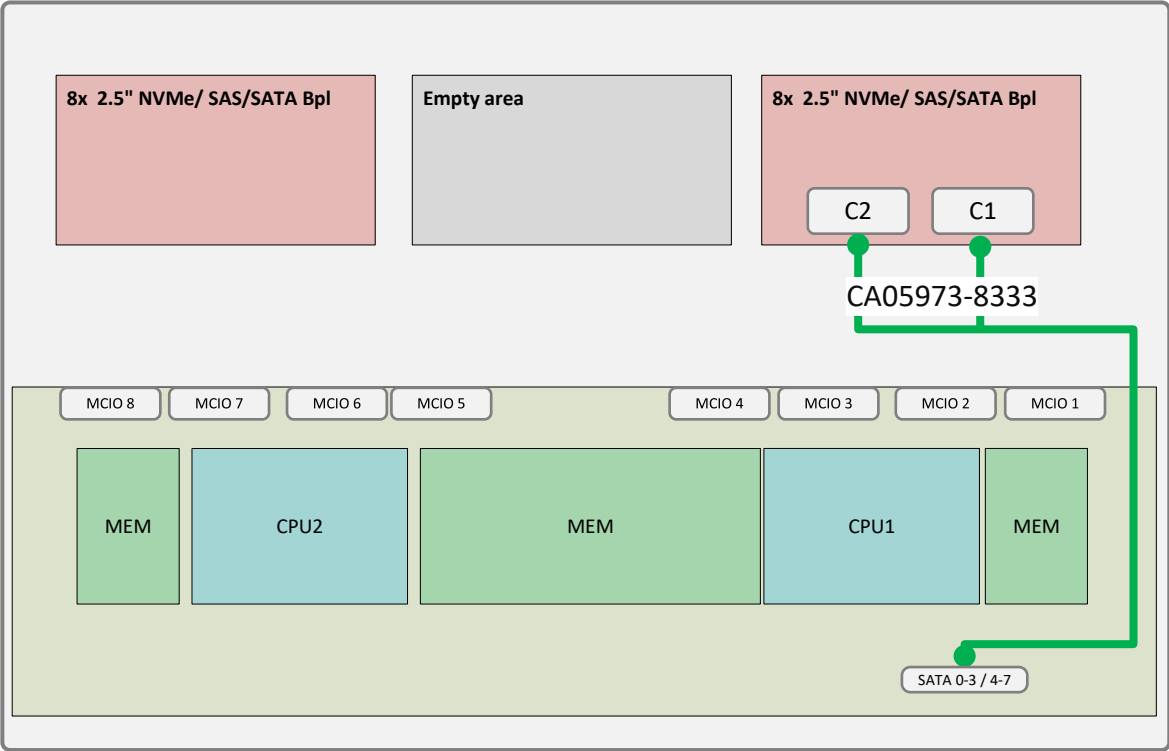 8x 2.5" NVMe/ SAS/SATA Bpl
Empty area
8x 2.5" NVMe/ SAS/SATA Bpl
C2
C1
CA05973-8333
MCIO 8
MCIO 7
MCIO 6
MCIO 5
MCIO 4
MCIO 3
MCIO 2
MCIO 1
MEM
CPU2
MEM
CPU1
MEM
SATA 0-3 / 4-7